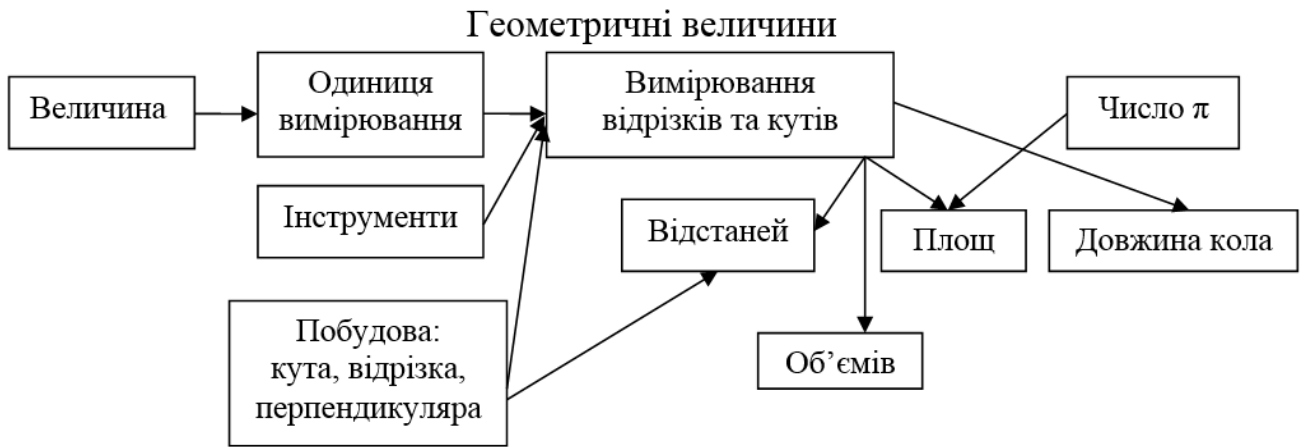 Геометричні величини
Величина
Одиниця
вимірювання
Вимірювання
відрізків та кутів
Число π
Інструменти
Відстаней
Площ
Довжина кола
Побудова:
кута, відрізка,
перпендикуляра
Об’ємів